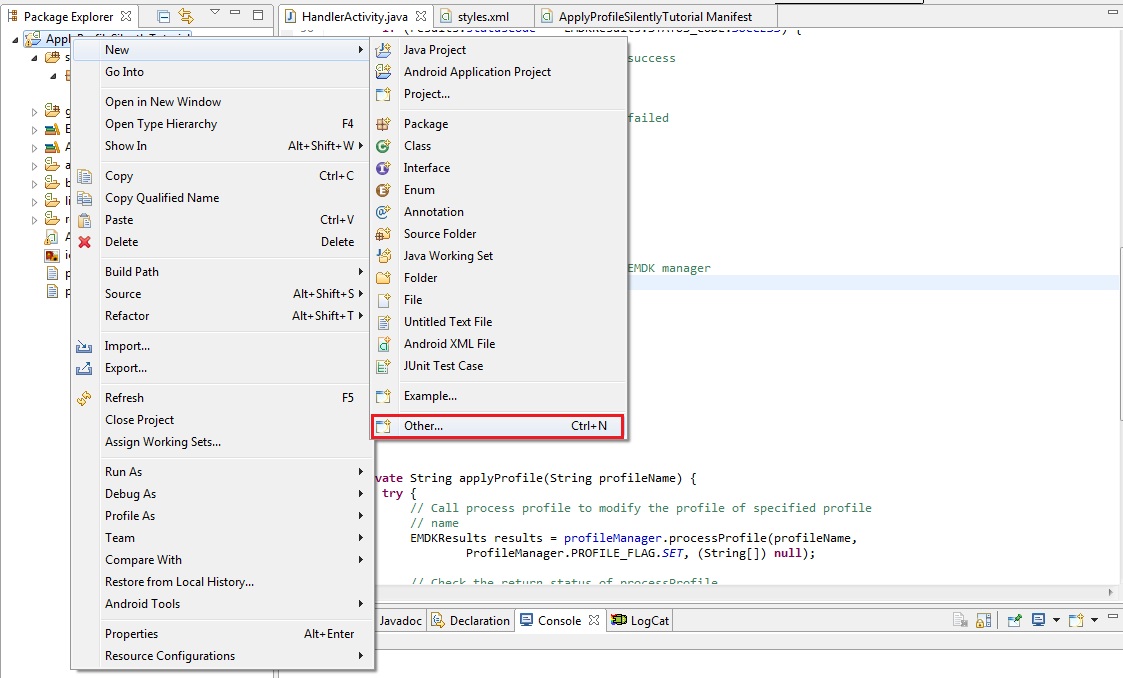 Package Explorer
HandlerActivity.java
styles.xml
ApplyProfileSilentlyTutorial Manifest
New
Go Into
Open in New Window
Open Type Hierarchy F4
Show In Alt+Shift+W
Copy Ctrl+C
Copy Qualified Name
Paste Ctrl+V
Delete Delete
Build Path
Source Alt+Shift+S
Refactor Alt+Shift+T
Import...
Export...
Refresh F5
Close Project
Assign Working Sets...
Run As
Debug As
Profile As
Team
Compare With
Restore from Local History...
Android Tools
Properties Alt+Enter
Resource Configurations
Java Project
Android Application Project
Project...
Package
Class
Interface
Enum
Annotation
Source Folder
Java Working Set
Folder
File
Untitled Text File
Android XML File
JUnit Test Case
Example...
Other... Ctrl+N
success
failed
EMDK manager
vate String applyProfile(String profileName) {
try {
// Call process profile to modify the profile of specified profile
// name
EMDKResults results = profileManager.processProfile(profileName,
ProfileManager.PROFILE_FLAG.SET, (String[]) null);
// Check the return status of processProfile
Javadoc
Declaration
Console
LogCat